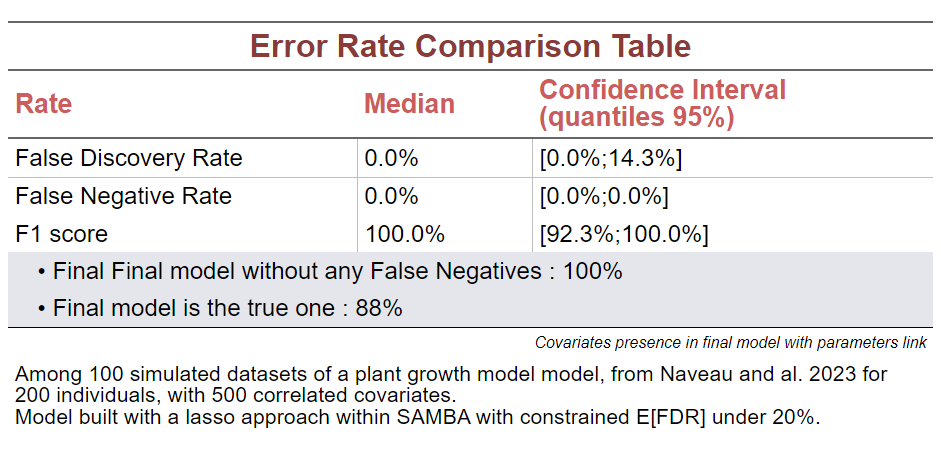 Error Rate Comparison Table
Rate Median Confidence Interval
(quantiles 95%)
False Discovery Rate 0.0% [0.0%;14.3%]
False Negative Rate 0.0% [0.0%;0.0%]
F1 score 100.0% [92.3%;100.0%]
• Final Final model without any False Negatives : 100%
• Final model is the true one : 88%
Covariates presence in final model with parameters link
Among 100 simulated datasets of a plant growth model model, from Naveau and al. 2023 for
200 individuals, with 500 correlated covariates.
Model built with a lasso approach within SAMBA with constrained E[FDR] under 20%.